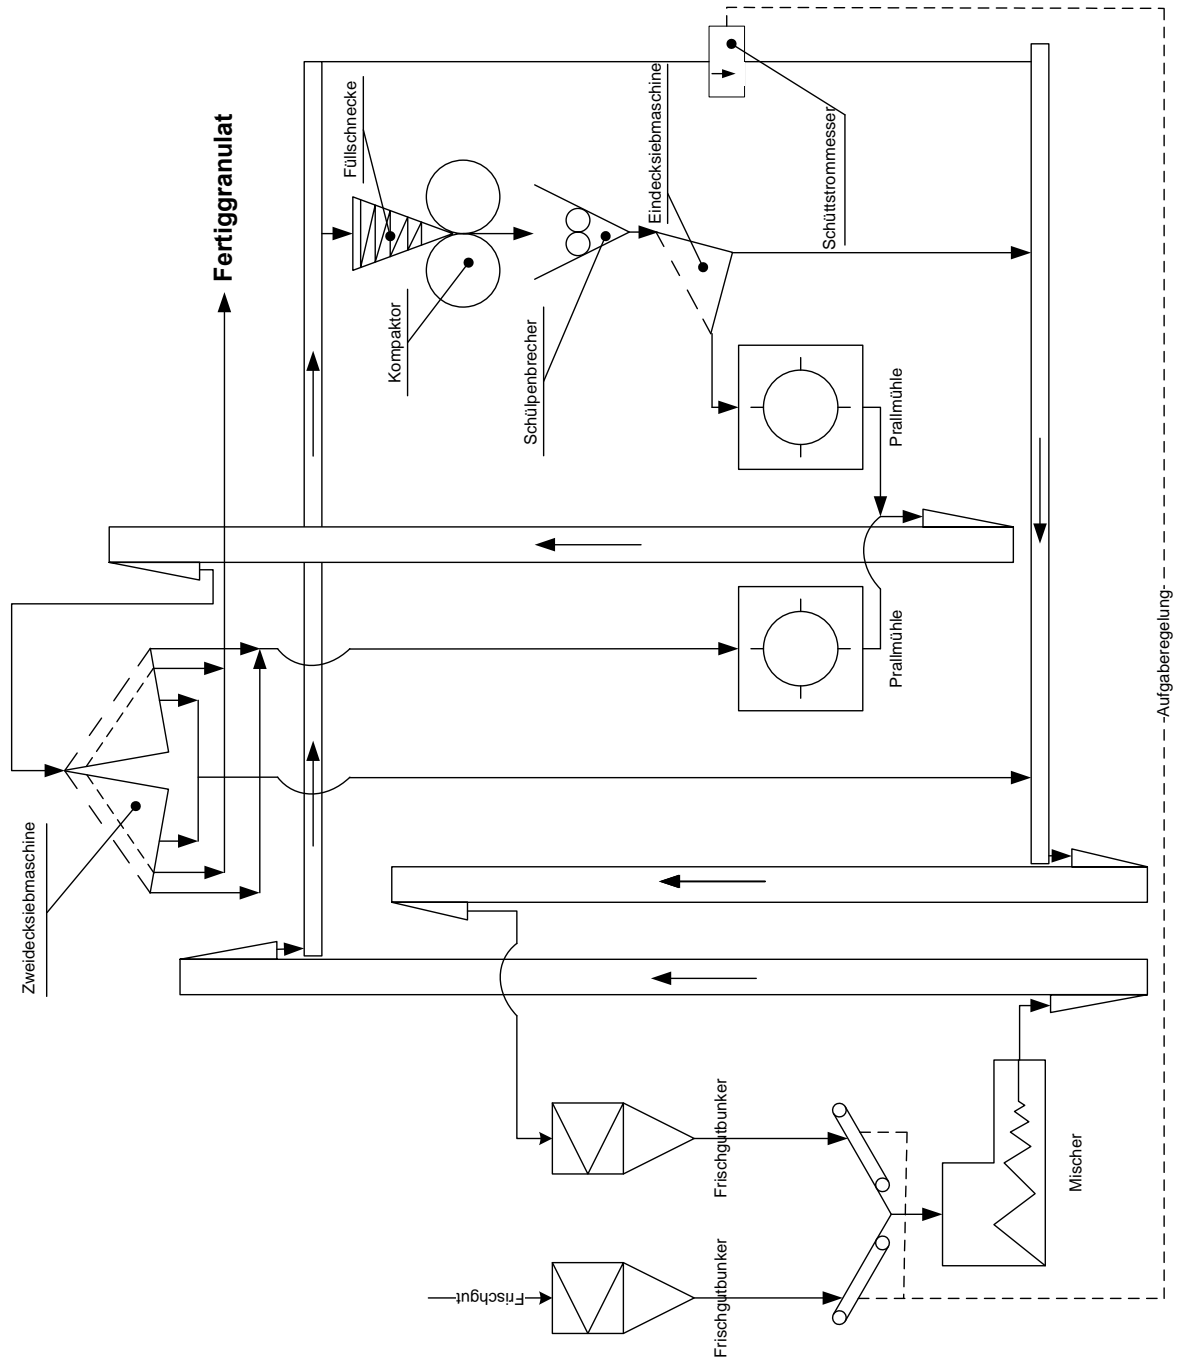 Fertiggranulat
Füllschnecke
Kompaktor
Schülpenbrecher
Eindecksiebmaschine
Schüttstrommesser
Prallmühle
Prallmühle
Zweidecksiebmaschine
Aufgaberegelung
Frischgut
Frischgutbunker
Frischgutbunker
Mischer